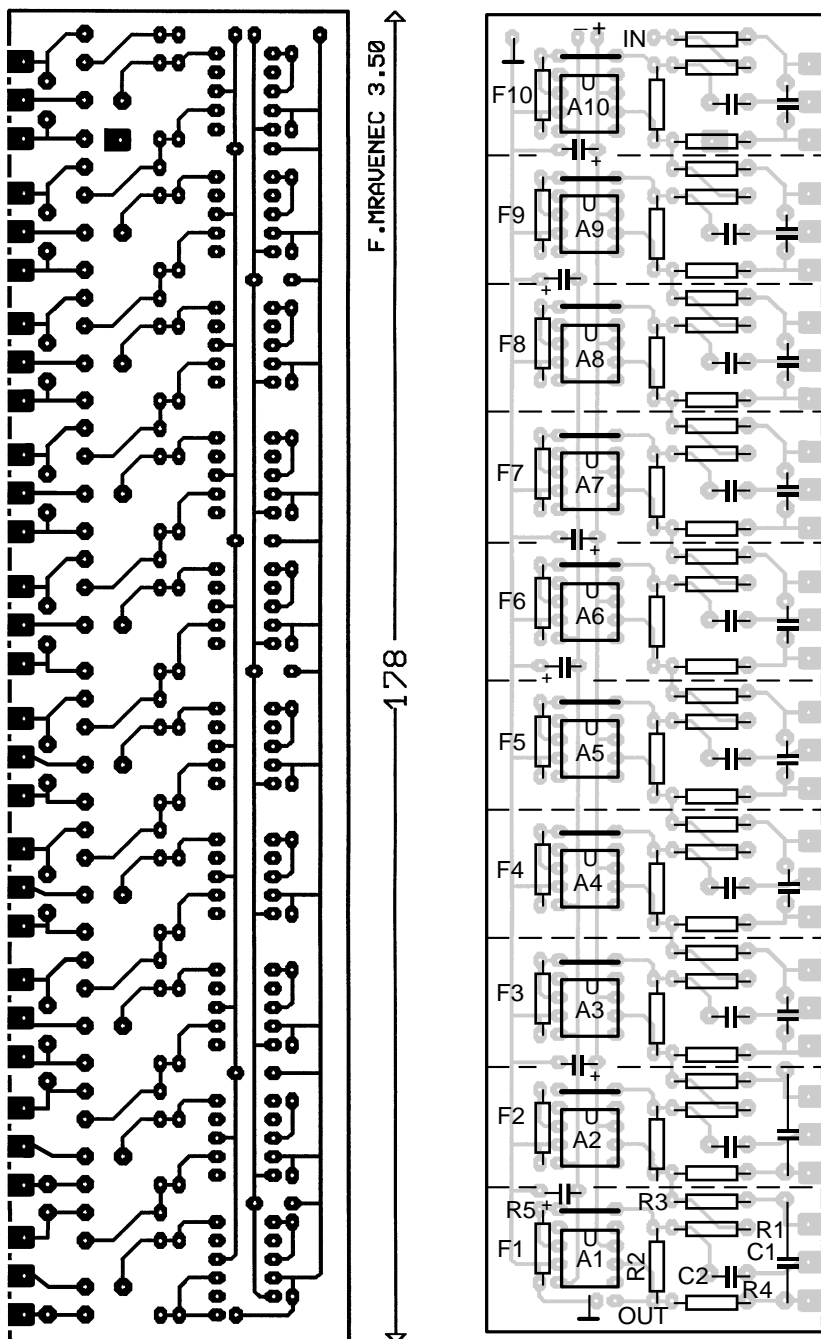 F.MRAVENEC 3.50
178
− + IN
F10
U
A10
+
F9
U
A9
+
F8
U
A8
F7
U
A7
+
F6
U
A6
+
F5
U
A5
F4
U
A4
F3
U
A3
+
F2
U
A2
+
R5
R3
F1
U
A1
R2
R1
C1
C2
R4
OUT